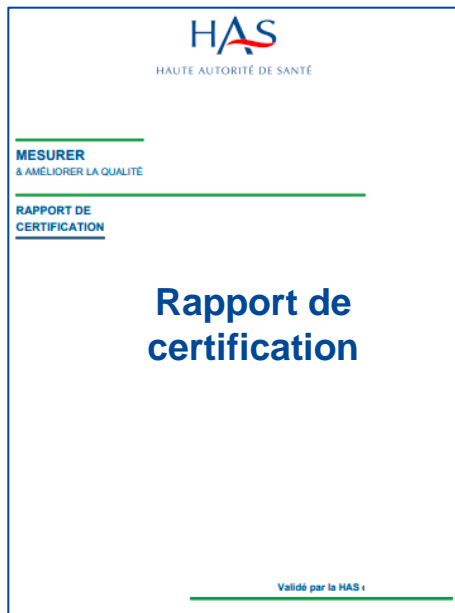 HAS
HAUTE AUTORITÉ DE SANTÉ
MESURER
& AMÉLIORER LA QUALITÉ
RAPPORT DE
CERTIFICATION
Rapport de
certification
Validé par la HAS